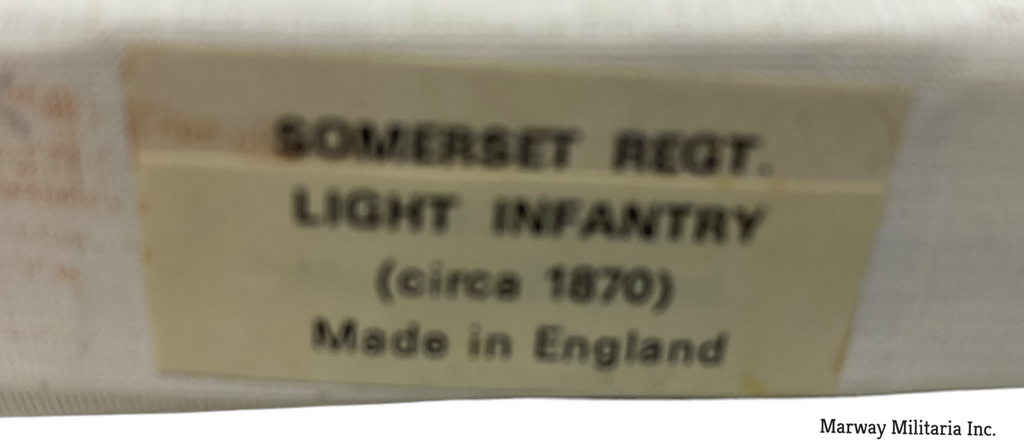 SOMERSET REGT.
LIGHT INFANTRY
(circa 1870)
Made in England
Marway Militaria Inc.